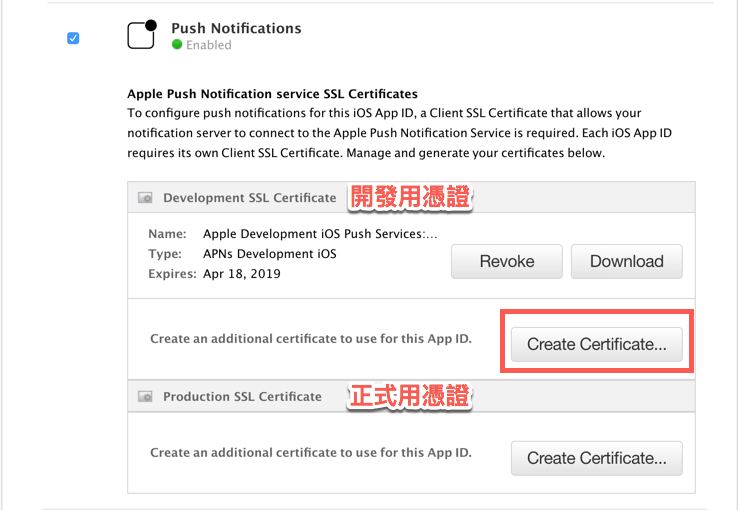 Push Notifications
Enabled
Apple Push Notification service SSL Certificates
To configure push notifications for this iOS App ID, a Client SSL Certificate that allows your
notification server to connect to the Apple Push Notification Service is required. Each iOS App ID
requires its own Client SSL Certificate. Manage and generate your certificates below.
Development SSL Certificate 開發用憑證
Name: Apple Development iOS Push Services:...
Type: APNs Development iOS
Expires: Apr 18, 2019
Revoke Download
Create an additional certificate to use for this App ID. Create Certificate...
Production SSL Certificate 正式用憑證
Create an additional certificate to use for this App ID. Create Certificate...